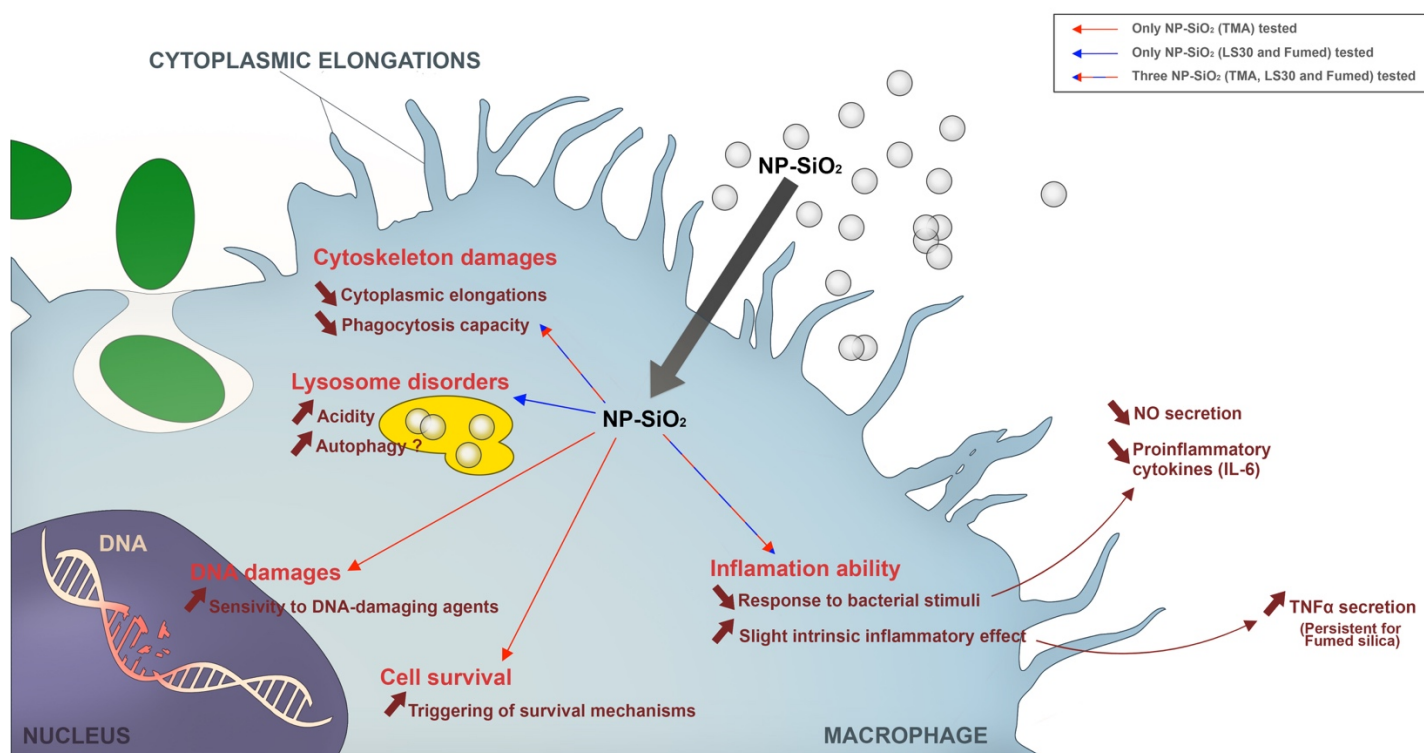 Only NP-SiO₂ (TMA) tested
Only NP-SiO₂ (LS30 and Fumed) tested
Three NP-SiO₂ (TMA, LS30 and Fumed) tested
CYTOPLASMIC ELONGATIONS
NP-SiO₂
Cytoskeleton damages
Cytoplasmic elongations
Phagocytosis capacity
Lysosome disorders
Acidity
Autophagy ?
NP-SiO₂
NO secretion
Proinflammatory
cytokines (IL-6)
DNA
DNA damages
Sensivity to DNA-damaging agents
Inflamation ability
Response to bacterial stimuli
Slight intrinsic inflammatory effect
TNFα secretion
(Persistent for
Fumed silica)
Cell survival
Triggering of survival mechanisms
NUCLEUS
MACROPHAGE